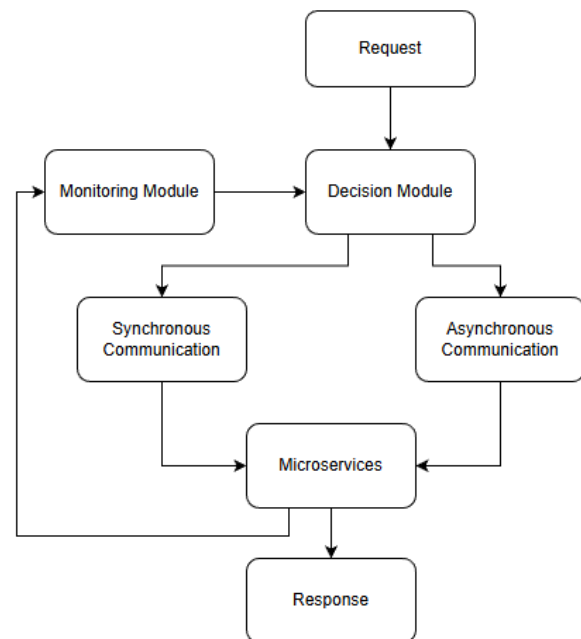 Request
Monitoring Module
Decision Module
Synchronous
Communication
Asynchronous
Communication
Microservices
Response